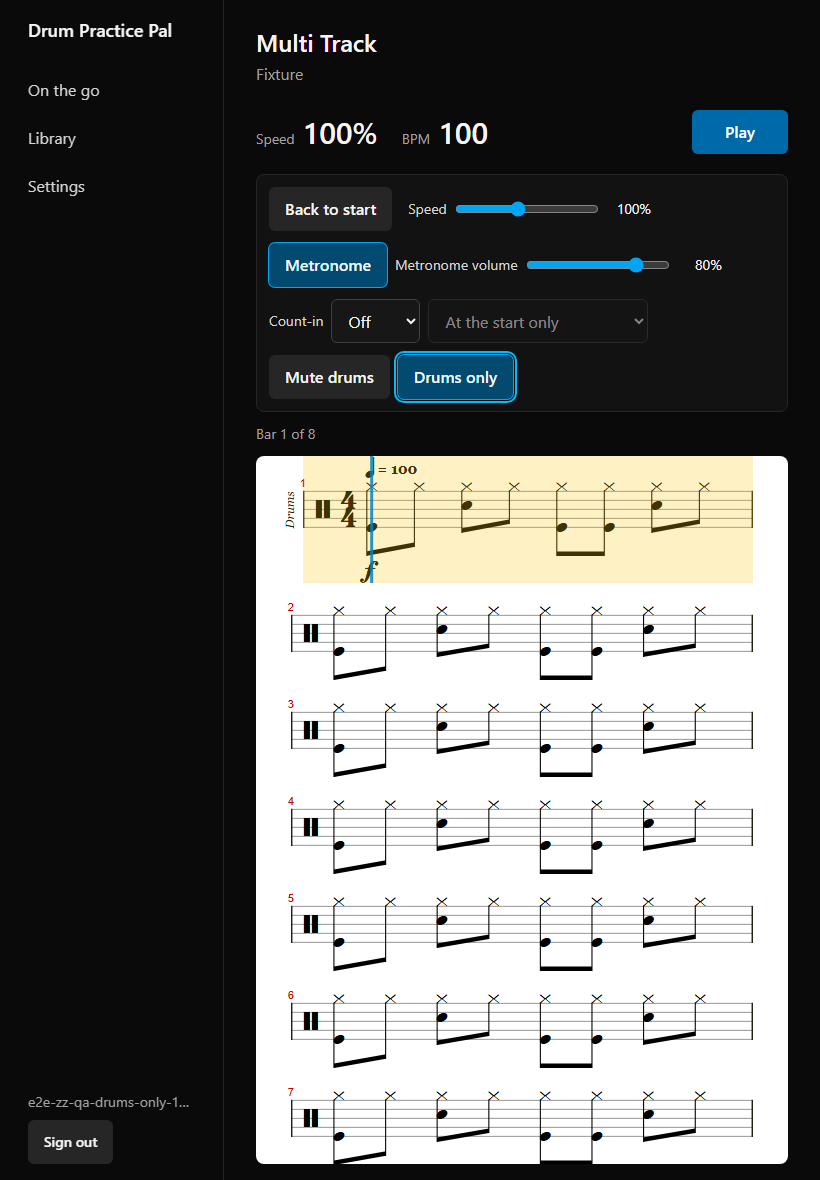 Drum Practice Pal
On the go
Library
Settings
Multi Track
Fixture
Speed 100% BPM 100
Play
Back to start Speed 100%
Metronome Metronome volume 80%
Count-in Off At the start only
Mute drums Drums only
Bar 1 of 8
= 100
1
Drums
4
4
f
2
3
4
5
6
7
e2e-zz-qa-drums-only-1...
Sign out